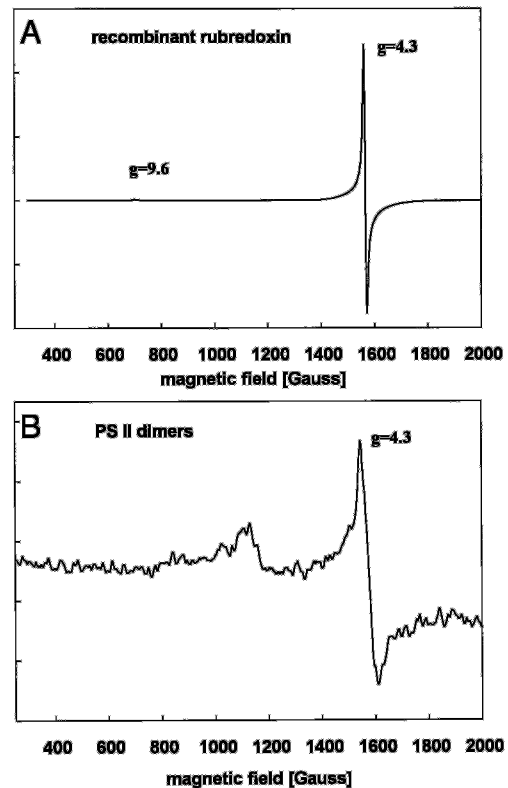 A recombinant rubredoxin
g=4.3
g=9.6
400 600 800 1000 1200 1400 1600 1800 2000
magnetic field [Gauss]
B PS II dimers
g=4.3
400 600 800 1000 1200 1400 1600 1800 2000
magnetic field [Gauss]